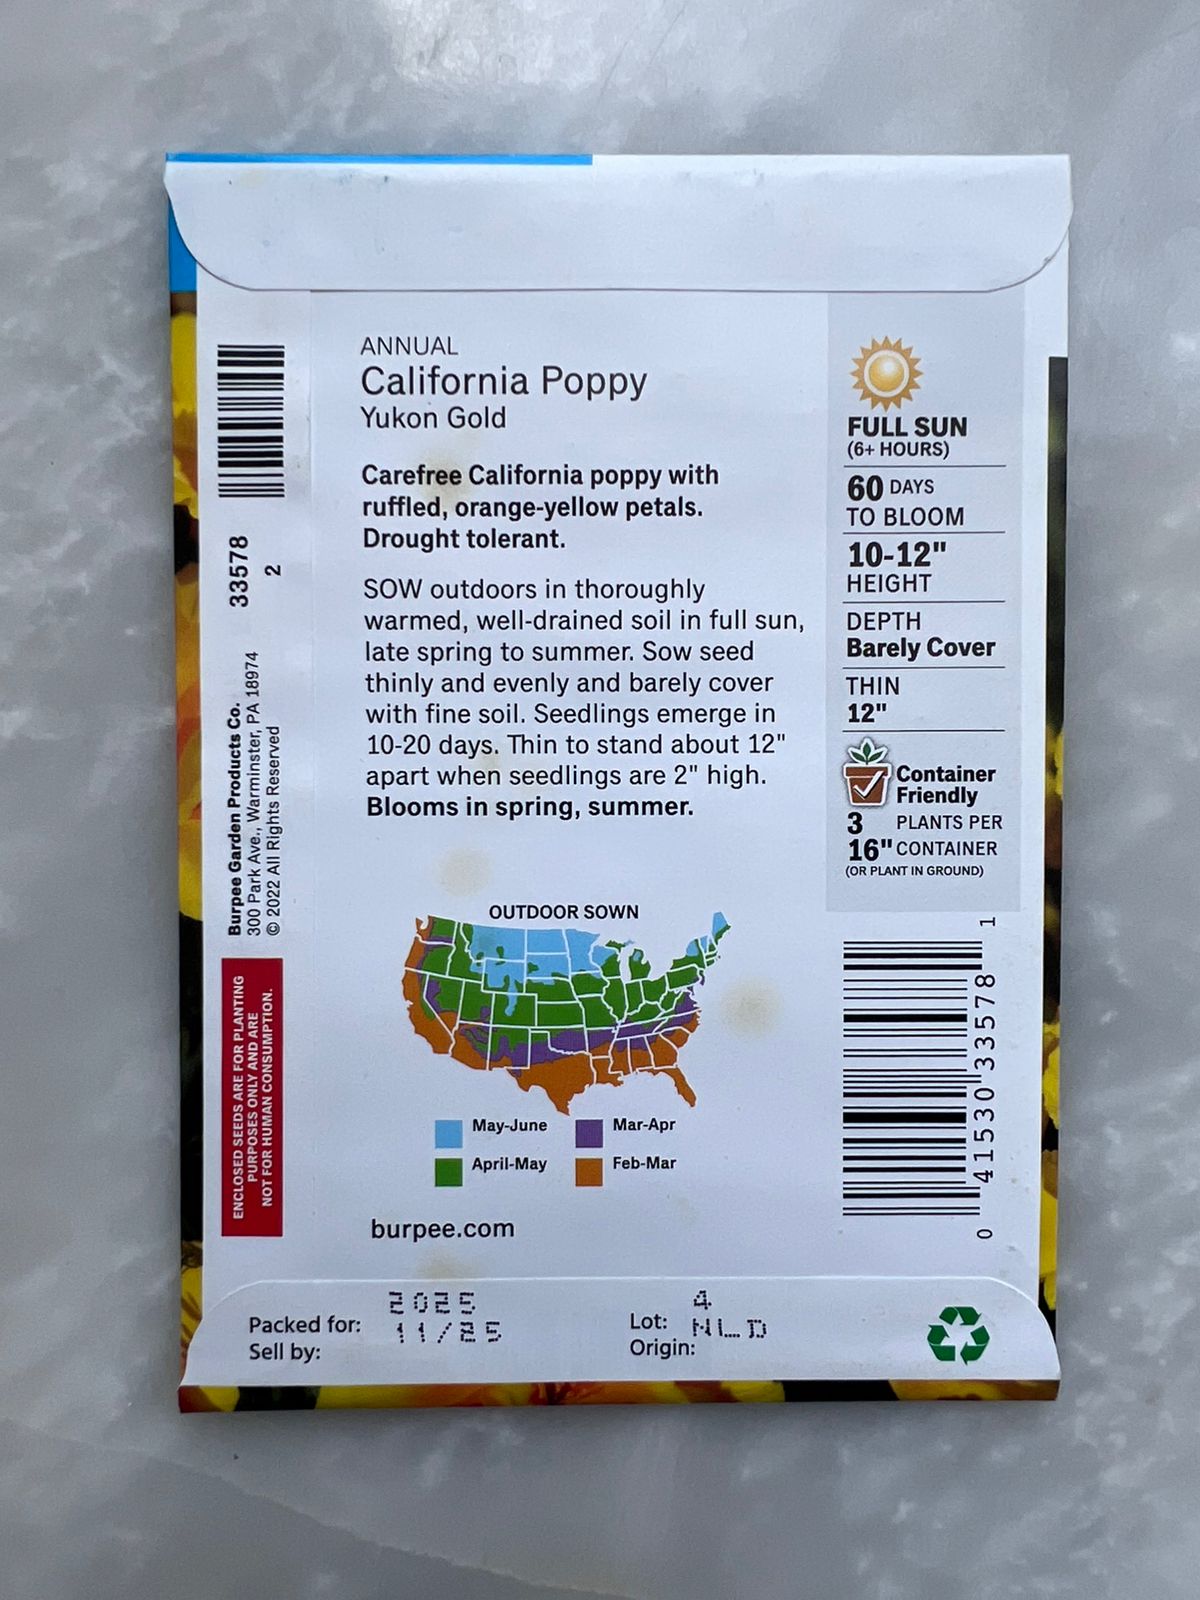 ANNUAL
California Poppy
Yukon Gold
Carefree California poppy with
ruffled, orange-yellow petals.
Drought tolerant.
SOW outdoors in thoroughly
warmed, well-drained soil in full sun,
late spring to summer. Sow seed
thinly and evenly and barely cover
with fine soil. Seedlings emerge in
10-20 days. Thin to stand about 12"
apart when seedlings are 2" high.
Blooms in spring, summer.
OUTDOOR SOWN
May-June
Mar-Apr
April-May
Feb-Mar
burpee.com
FULL SUN
(6+ HOURS)
60 DAYS
TO BLOOM
10-12"
HEIGHT
DEPTH
Barely Cover
THIN
12"
Container
Friendly
3 PLANTS PER
16" CONTAINER
(OR PLANT IN GROUND)
0 41530 33578 1
33578
2
Burpee Garden Products Co.
300 Park Ave., Warminster, PA 18974
© 2022 All Rights Reserved
ENCLOSED SEEDS ARE FOR PLANTING
PURPOSES ONLY AND ARE
NOT FOR HUMAN CONSUMPTION.
Packed for: 2025
Sell by: 11/25
Lot: 4
Origin: NLD